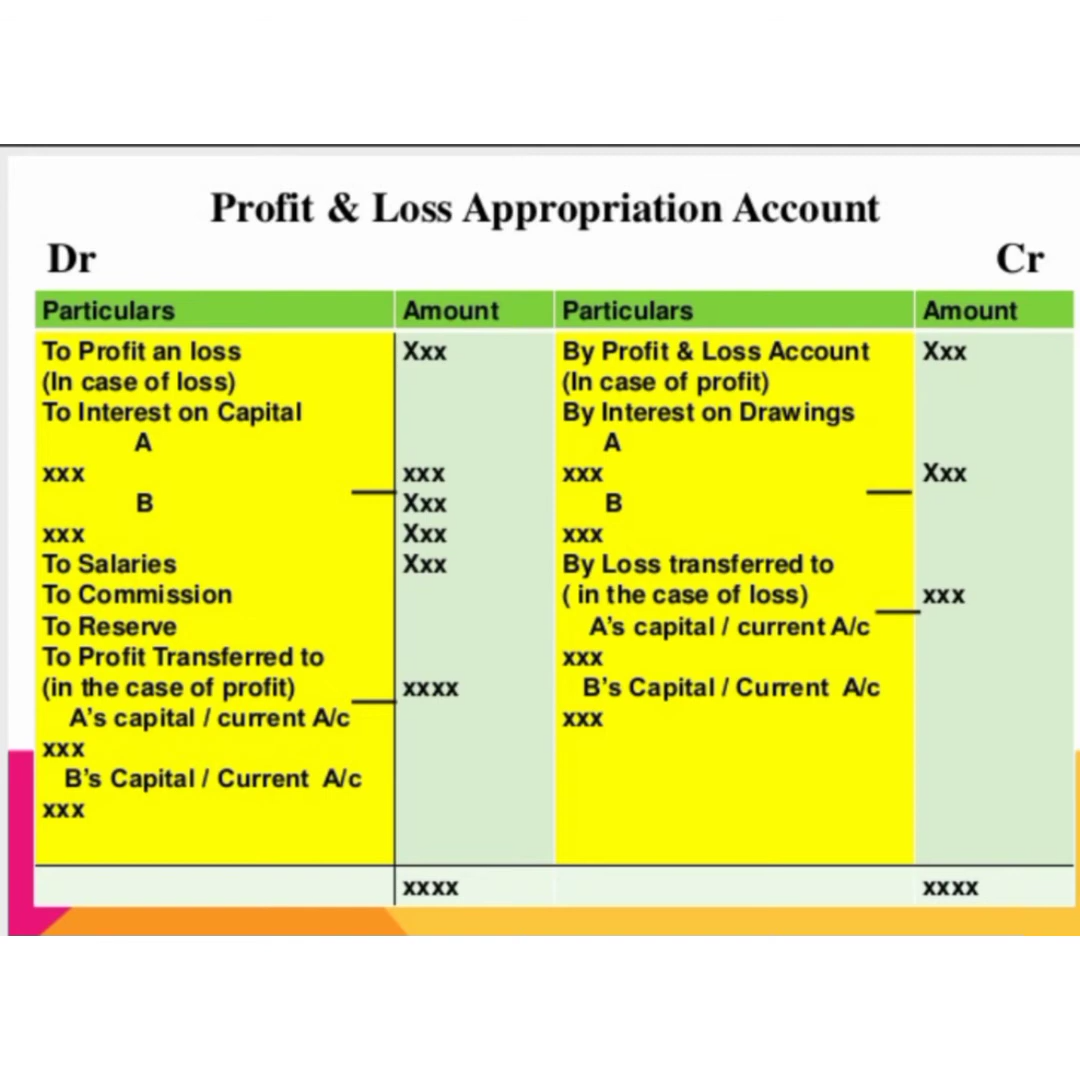 Profit & Loss Appropriation Account
Dr
Cr
Particulars
Amount
Particulars
Amount
To Profit an loss
(In case of loss)
To Interest on Capital
A
xxx
B
xxx
To Salaries
To Commission
To Reserve
To Profit Transferred to
(in the case of profit)
A's capital / current A/c
xxx
B's Capital / Current A/c
xxx
Xxx
xxx
Xxx
Xxx
Xxx
xxxx
By Profit & Loss Account
(In case of profit)
By Interest on Drawings
A
xxx
B
xxx
By Loss transferred to
( in the case of loss)
A's capital / current A/c
xxx
B's Capital / Current A/c
xxx
Xxx
Xxx
xxx
xxxx
xxxx